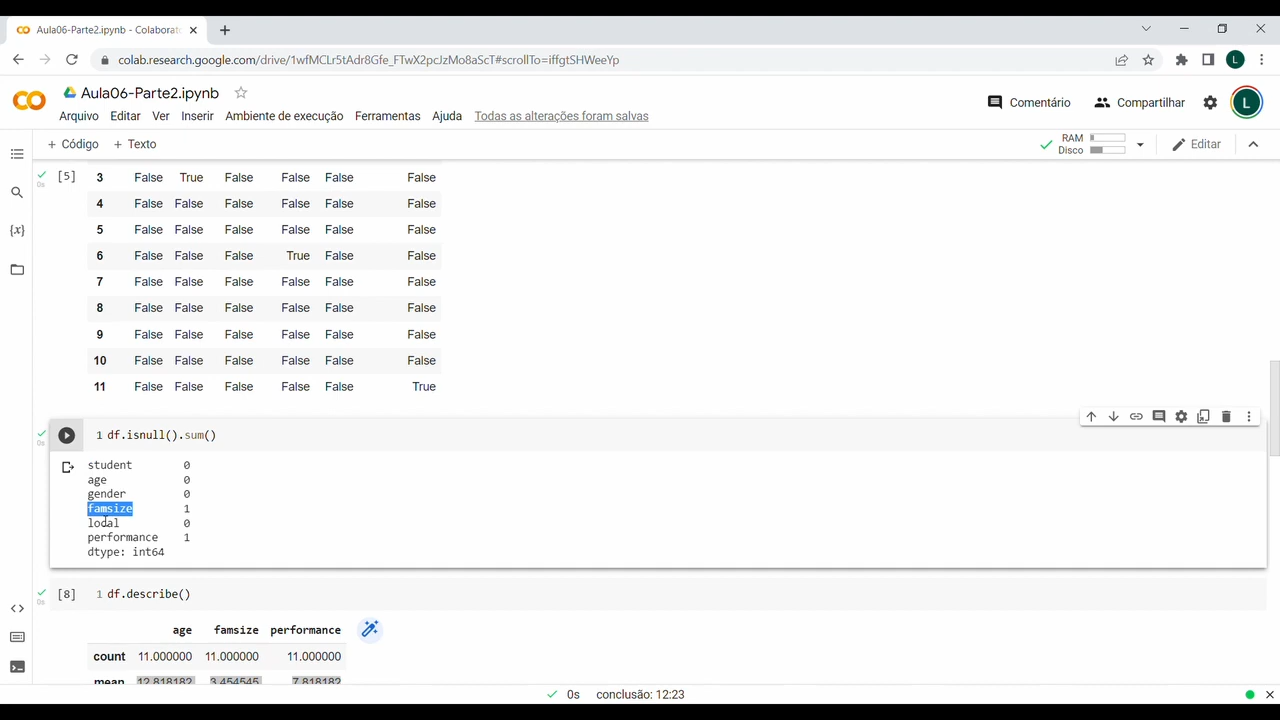 Aula06-Parte2.ipynb - Colaborat
colab.research.google.com/drive/1wfMCLr5tAdr8Gfe_FTwX2pcJzMo8aScT#scrollTo=iffgtSHWeeYp
L
Aula06-Parte2.ipynb
Comentário Compartilhar L
Arquivo Editar Ver Inserir Ambiente de execução Ferramentas Ajuda Todas as alterações foram salvas
+ Código + Texto
RAM
Disco
Editar
[5] 3 False True False False False False
0s
4 False False False False False False
5 False False False False False False
6 False False False True False False
7 False False False False False False
8 False False False False False False
9 False False False False False False
10 False False False False False False
11 False False False False False True
1 df.isnull().sum()
0s
student 0
age 0
gender 0
famsize 1
local 0
performance 1
dtype: int64
[8] 1 df.describe()
0s
age famsize performance
count 11.000000 11.000000 11.000000
mean 12.818182 3.454545 7.818182
0s conclusão: 12:23